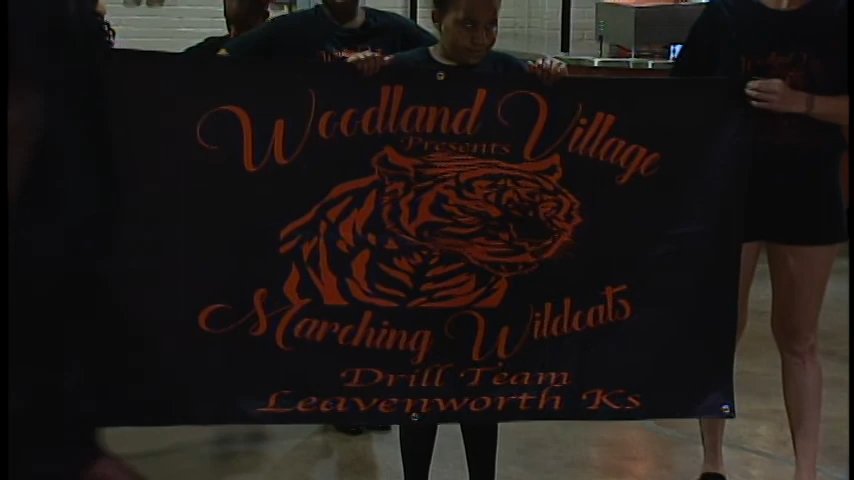 Woodland Village
Presents
Marching Wildcats
Drill Team
Leavenworth Ks